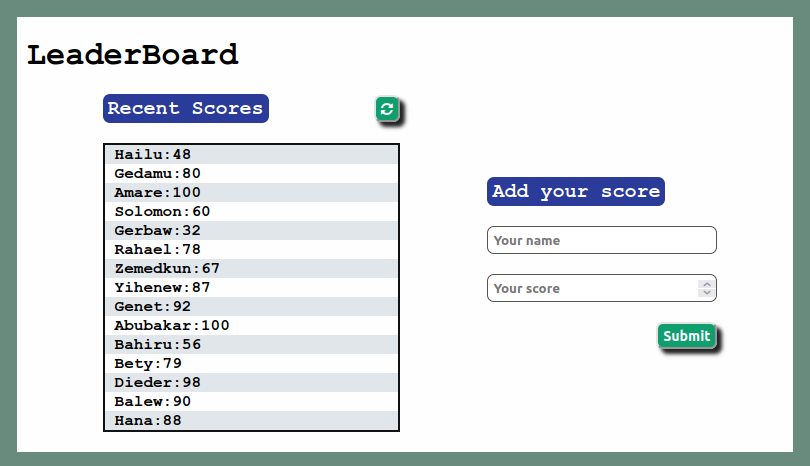 LeaderBoard
Recent Scores
Hailu:48
Gedamu:80
Amare:100
Solomon:60
Gerbaw:32
Rahael:78
Zemedkun:67
Yihenew:87
Genet:92
Abubakar:100
Bahiru:56
Bety:79
Dieder:98
Balew:90
Hana:88
Add your score
Your name
Your score
Submit